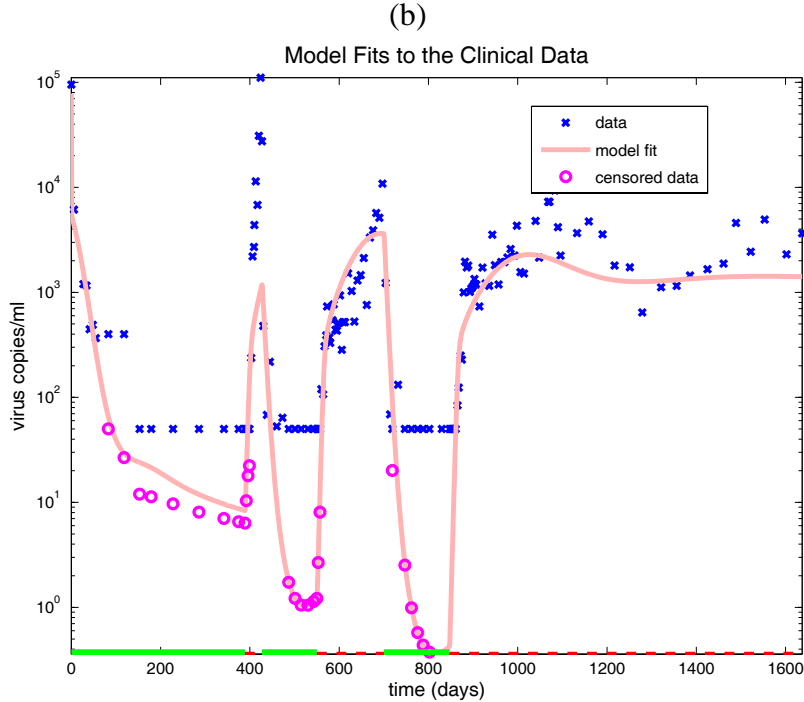 (b)
Model Fits to the Clinical Data
virus copies/ml
10^5
10^4
10^3
10^2
10^1
10^0
data
model fit
censored data
0 200 400 600 800 1000 1200 1400 1600
time (days)